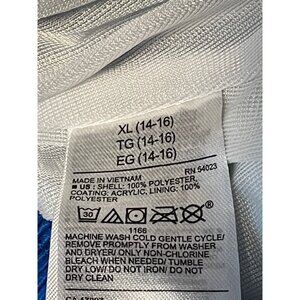 XL (14-16)
TG (14-16)
EG (14-16)
MADE IN VIETNAM RN 54023
■ US : SHELL: 100% POLYESTER,
COATING: ACRYLIC, LINING: 100%
POLYESTER
30
1166
MACHINE WASH COLD GENTLE CYCLE/
REMOVE PROMPTLY FROM WASHER
AND DRYER/ ONLY NON-CHLORINE
BLEACH WHEN NEEDED/ TUMBLE
DRY LOW/ DO NOT IRON/ DO NOT
DRY CLEAN